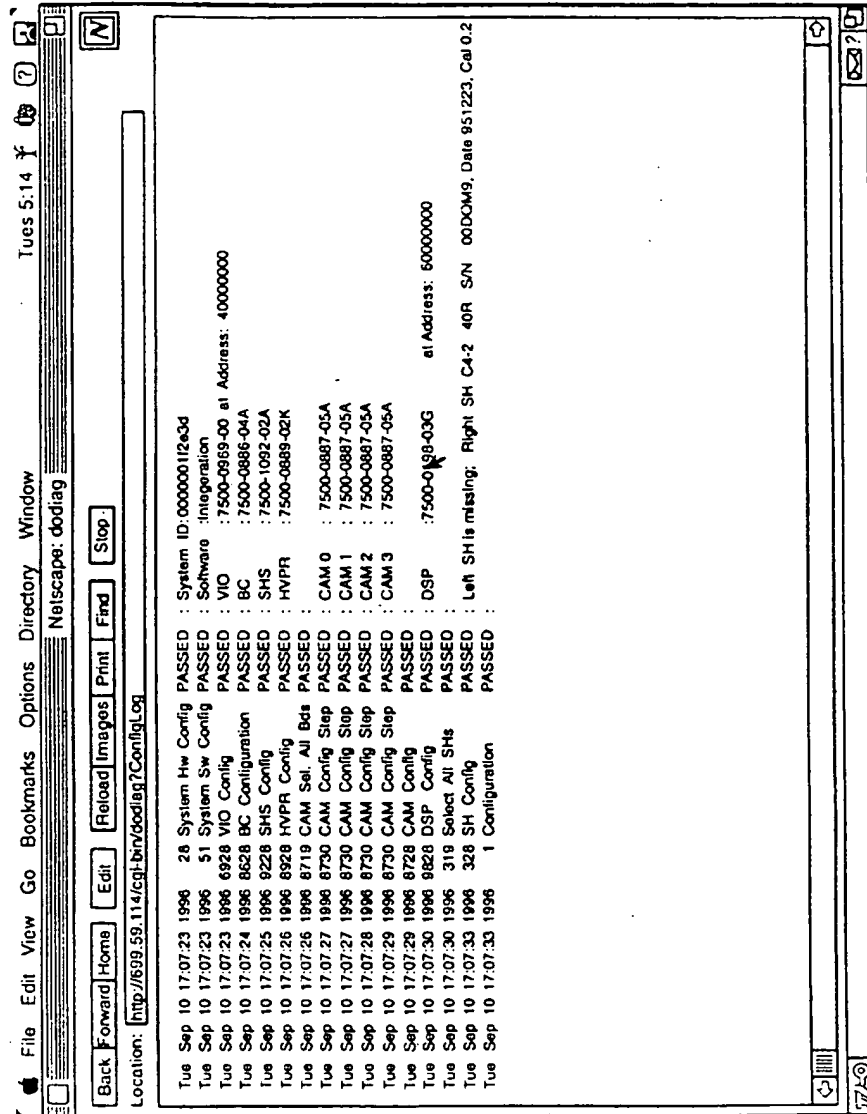 File Edit View Go Bookmarks Options Directory Window Tues 5:14
Netscape: dodiag
Back Forward Home Edit Reload Images Print Find Stop
N
Location: http://699.59.114/cgi-bin/dodiag?ConfigLog
Tue Sep 10 17:07:23 1996 28 System Hw Config PASSED : System ID:0000001l2e3d
Tue Sep 10 17:07:23 1996 51 System Sw Config PASSED : Software :Integeration
Tue Sep 10 17:07:23 1996 6928 VIO Config PASSED : VIO :7500-0969-00 at Address: 40000000
Tue Sep 10 17:07:24 1996 8628 BC Configuration PASSED : BC :7500-0886-04A
Tue Sep 10 17:07:25 1996 9228 SHS Config PASSED : SHS :7500-1092-02A
Tue Sep 10 17:07:26 1996 8928 HVPR Config PASSED : HVPR :7500-0889-02K
Tue Sep 10 17:07:26 1996 8719 CAM Sel. All Bds PASSED :
Tue Sep 10 17:07:27 1996 8730 CAM Config Step PASSED : CAM 0 : 7500-0887-05A
Tue Sep 10 17:07:27 1996 8730 CAM Config Step PASSED : CAM 1 : 7500-0887-05A
Tue Sep 10 17:07:28 1996 8730 CAM Config Step PASSED : CAM 2 : 7500-0887-05A
Tue Sep 10 17:07:29 1996 8730 CAM Config Step PASSED : CAM 3 : 7500-0887-05A
Tue Sep 10 17:07:29 1996 8728 CAM Config PASSED :
Tue Sep 10 17:07:30 1996 9828 DSP Config PASSED : DSP :7500-0198-03G at Address: 60000000
Tue Sep 10 17:07:30 1996 319 Select All SHs PASSED :
Tue Sep 10 17:07:33 1996 328 SH Config PASSED : Left SH is missing; Right SH C4-2 40R S/N 00DOM9, Date 951223, Cal 0.2
Tue Sep 10 17:07:33 1996 1 Configuration PASSED :